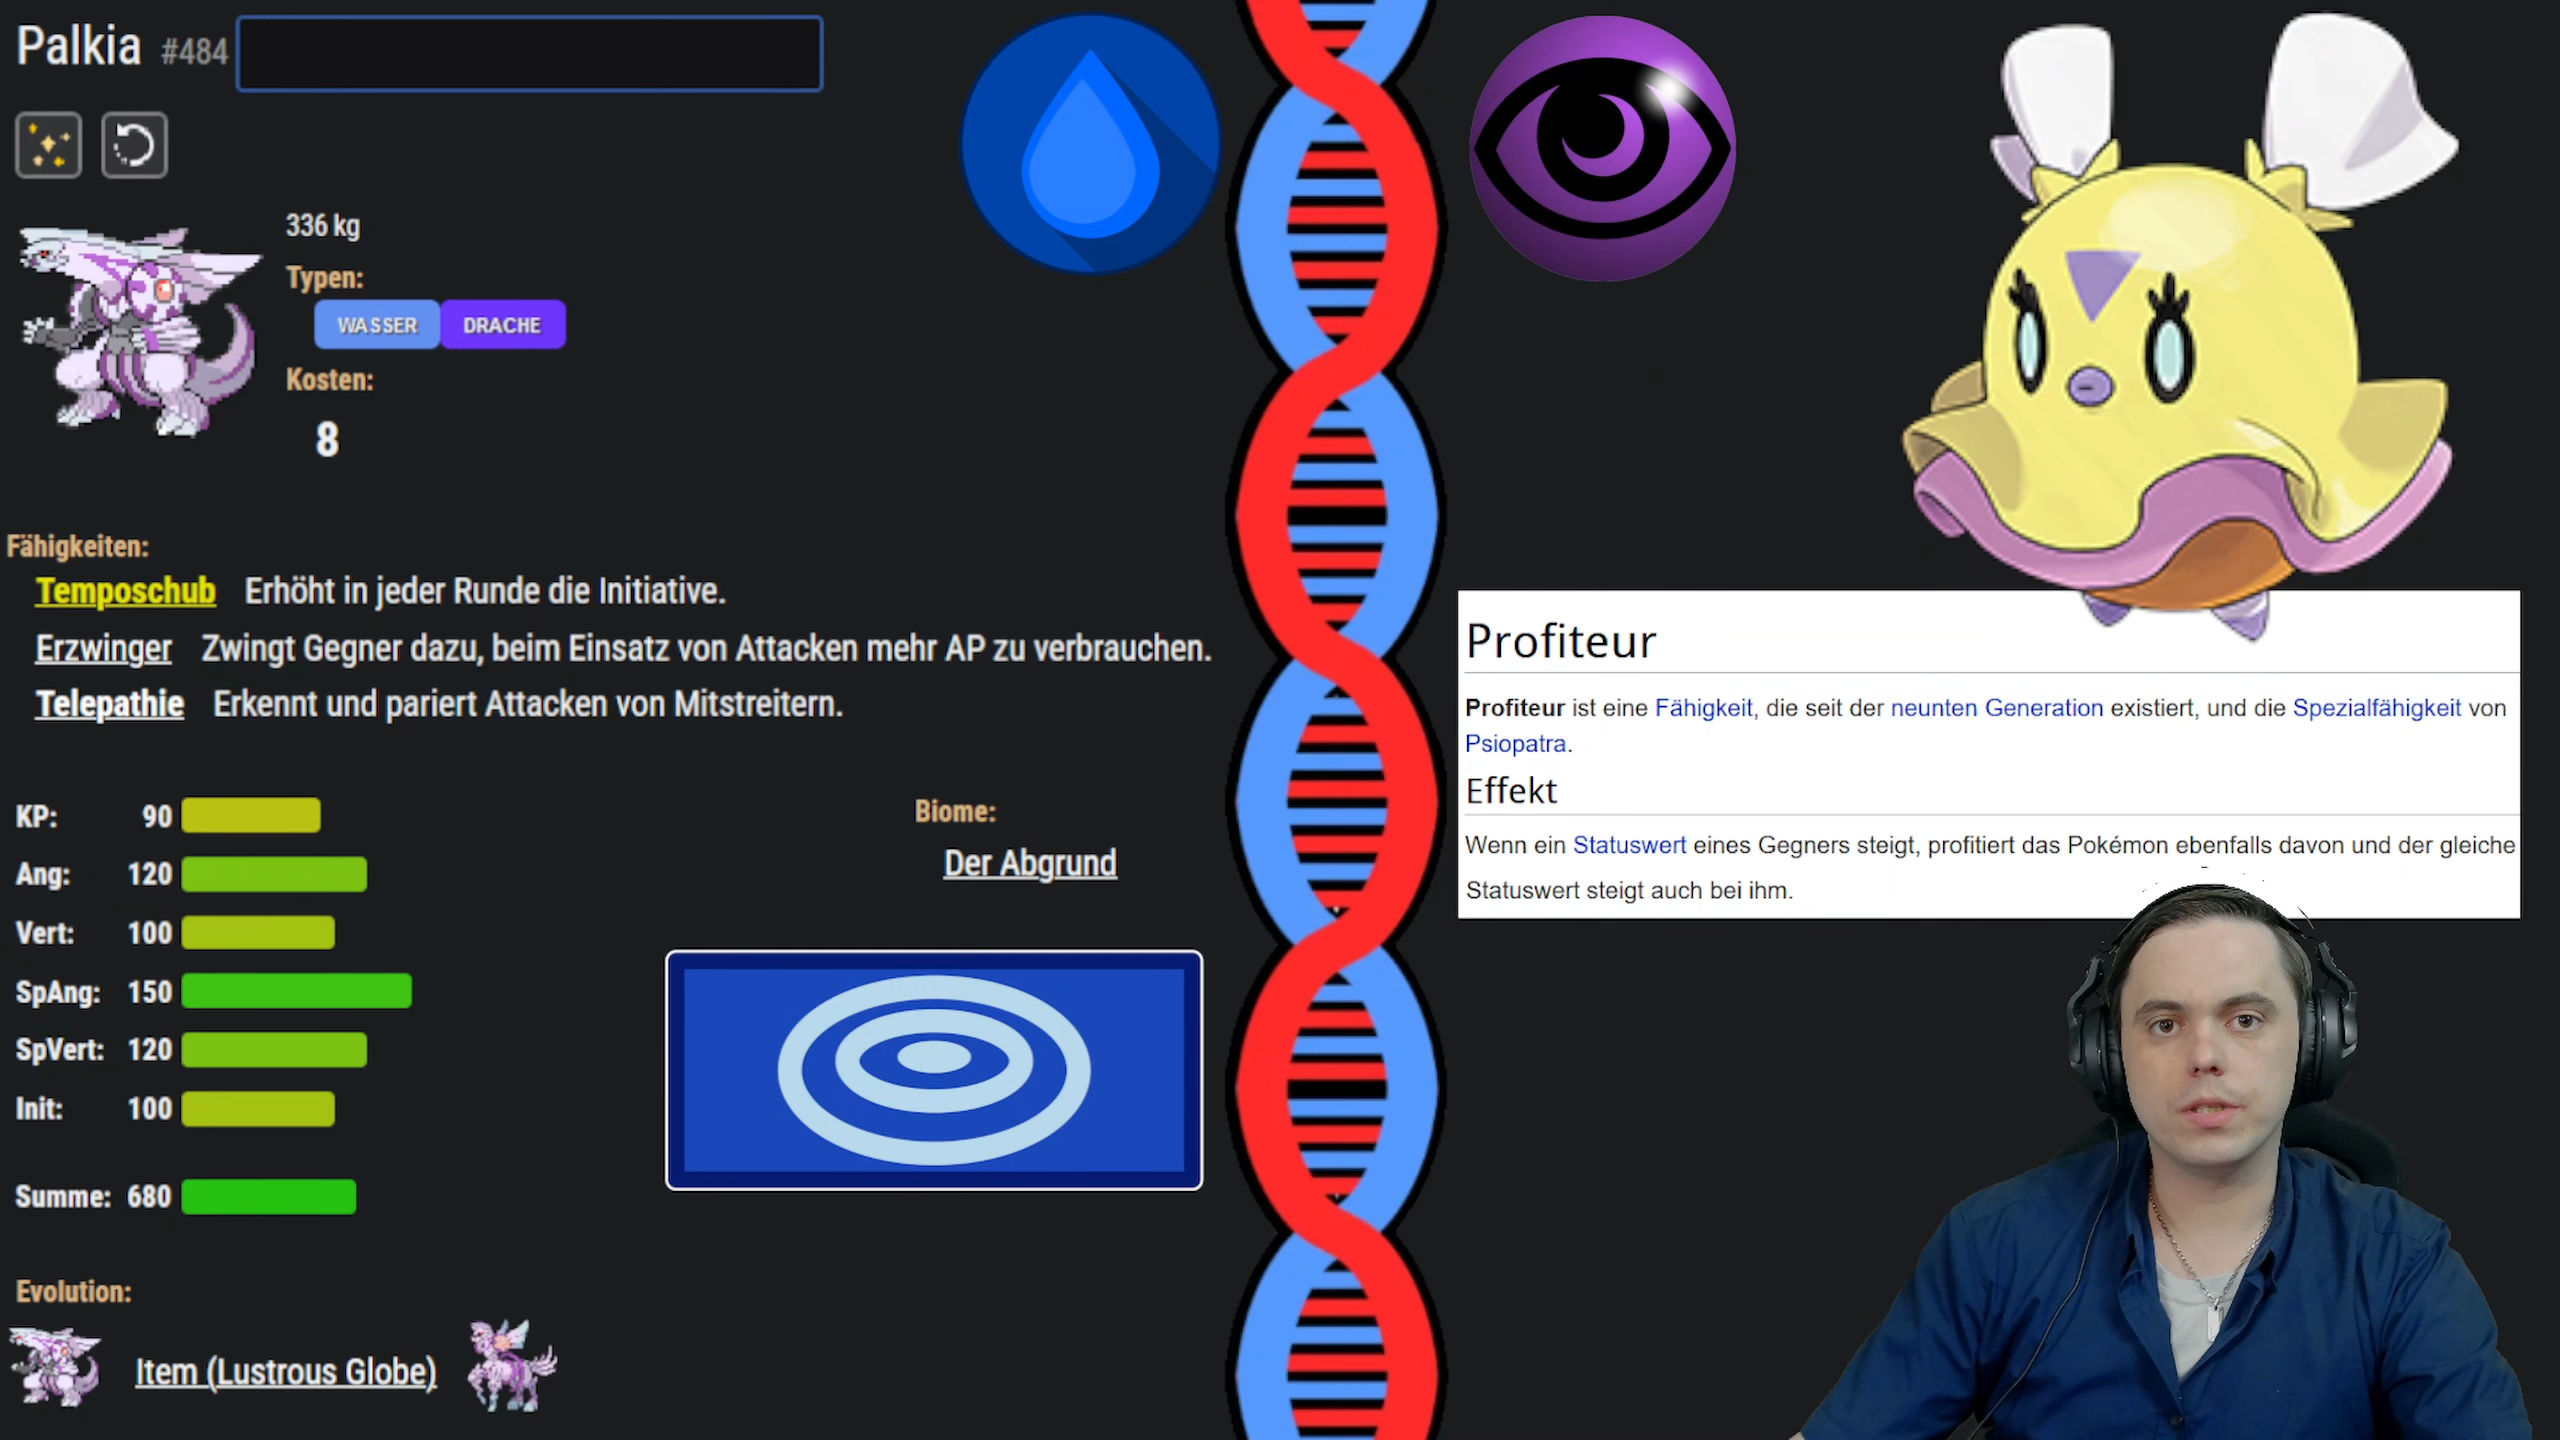 Palkia #484
336 kg
Typen:
WASSER DRACHE
Kosten:
8
Fähigkeiten:
Temposchub Erhöht in jeder Runde die Initiative.
Erzwinger Zwingt Gegner dazu, beim Einsatz von Attacken mehr AP zu verbrauchen.
Telepathie Erkennt und pariert Attacken von Mitstreitern.
KP: 90
Ang: 120
Vert: 100
SpAng: 150
SpVert: 120
Init: 100
Summe: 680
Biome:
Der Abgrund
Evolution:
Item (Lustrous Globe)
Profiteur
Profiteur ist eine Fähigkeit, die seit der neunten Generation existiert, und die Spezialfähigkeit von
Psiopatra.
Effekt
Wenn ein Statuswert eines Gegners steigt, profitiert das Pokémon ebenfalls davon und der gleiche
Statuswert steigt auch bei ihm.